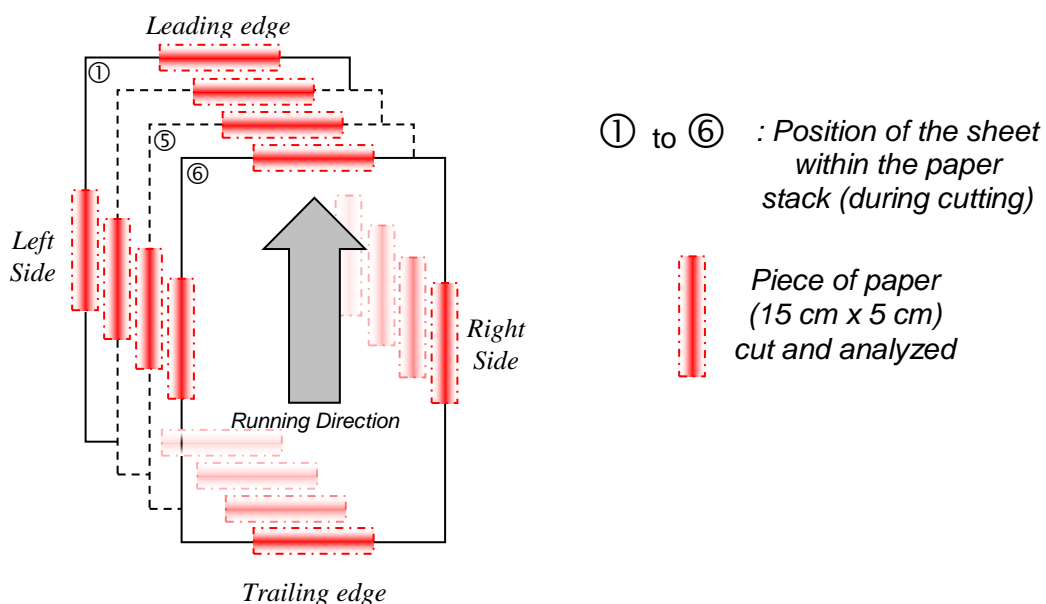 Leading edge
①
⑤
⑥
Left
Side
Right
Side
Running Direction
Trailing edge
① to ⑥ : Position of the sheet
within the paper
stack (during cutting)
Piece of paper
(15 cm x 5 cm)
cut and analyzed